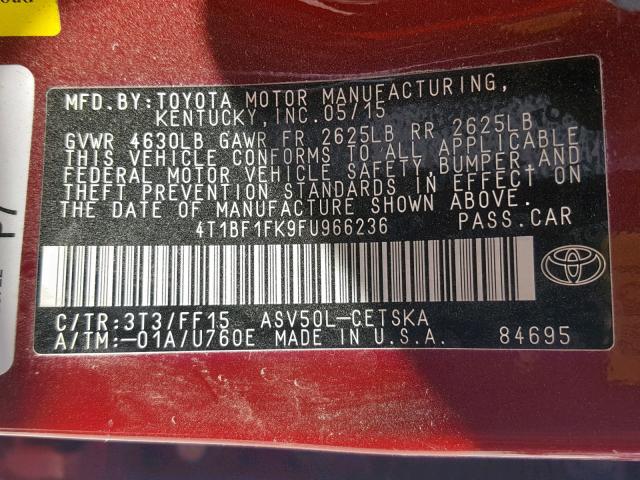 MFD.BY:TOYOTA MOTOR MANUFACTURING,
KENTUCKY,INC.05/15
GVWR 4630LB GAWR FR 2625LB RR 2625LB
THIS VEHICLE CONFORMS TO ALL APPLICABLE
FEDERAL MOTOR VEHICLE SAFETY,BUMPER,AND
THEFT PREVENTION STANDARDS IN EFFECT ON
THE DATE OF MANUFACTURE SHOWN ABOVE.
4T1BF1FK9FU966236 PASS.CAR
C/TR:3T3/FF15 ASV50L-CETSKA
A/TM:-01A/U760E MADE IN U.S.A. 84695